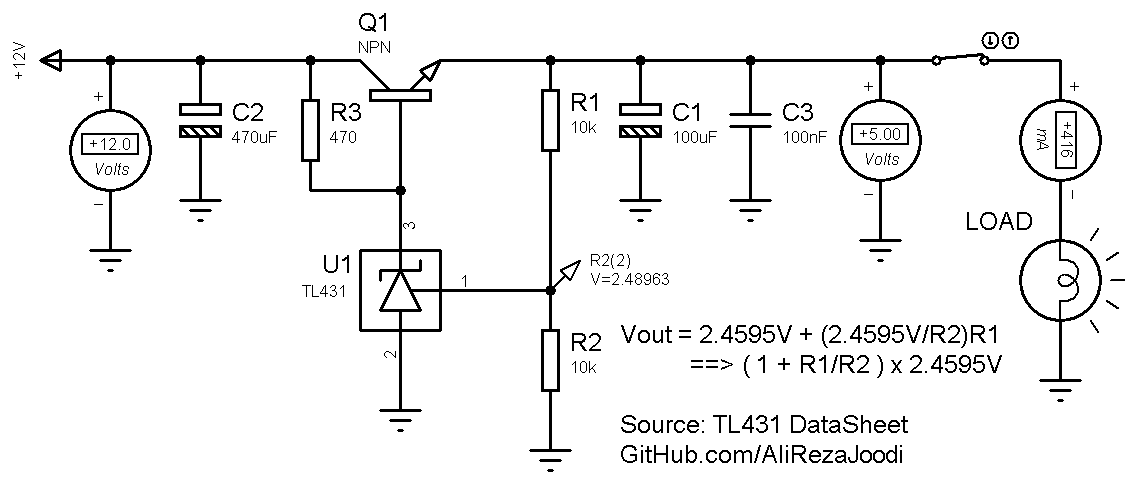 Q1
NPN
+12V
+
+12.0
Volts
–
C2
470uF
R3
470
R1
10k
C1
100uF
C3
100nF
+
+5.00
Volts
–
+
+416
mA
–
LOAD
3
U1
TL431
1
2
R2(2)
V=2.48963
R2
10k
Vout = 2.4595V + (2.4595V/R2)R1
==> ( 1 + R1/R2 ) x 2.4595V
Source: TL431 DataSheet
GitHub.com/AliRezaJoodi